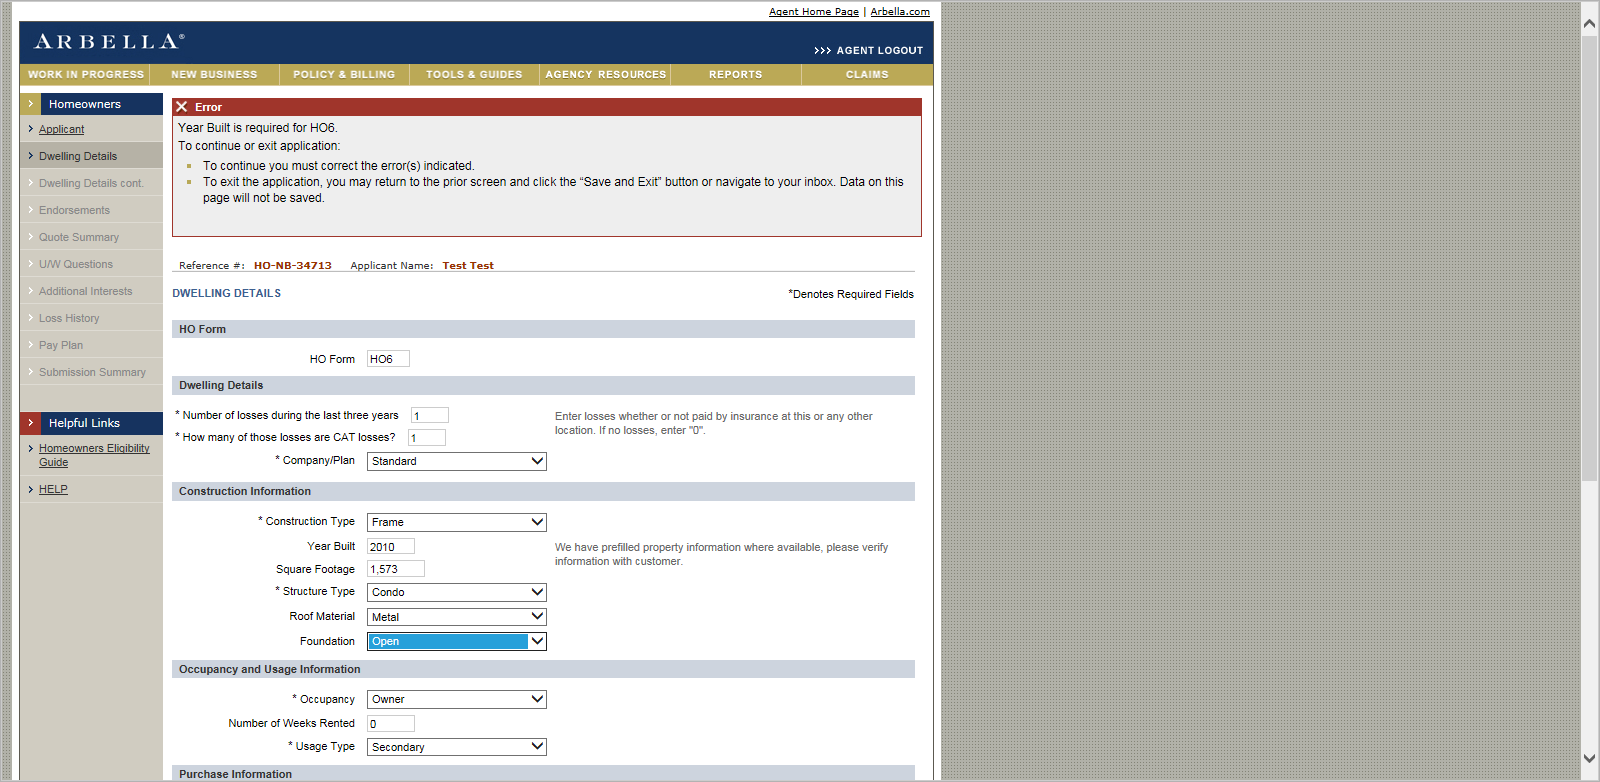 Agent Home Page | Arbella.com
ARBELLA®
>>> AGENT LOGOUT
WORK IN PROGRESS NEW BUSINESS POLICY & BILLING TOOLS & GUIDES AGENCY RESOURCES REPORTS CLAIMS
Homeowners
Applicant
Dwelling Details
Dwelling Details cont.
Endorsements
Quote Summary
U/W Questions
Additional Interests
Loss History
Pay Plan
Submission Summary
Helpful Links
Homeowners Eligibility
Guide
HELP
Error
Year Built is required for HO6.
To continue or exit application:
To continue you must correct the error(s) indicated.
To exit the application, you may return to the prior screen and click the “Save and Exit” button or navigate to your inbox. Data on this
page will not be saved.
Reference #: HO-NB-34713 Applicant Name: Test Test
DWELLING DETAILS
*Denotes Required Fields
HO Form
HO Form HO6
Dwelling Details
* Number of losses during the last three years 1
* How many of those losses are CAT losses? 1
Enter losses whether or not paid by insurance at this or any other
location. If no losses, enter "0".
* Company/Plan Standard
Construction Information
* Construction Type Frame
Year Built 2010
We have prefilled property information where available, please verify
information with customer.
Square Footage 1,573
* Structure Type Condo
Roof Material Metal
Foundation Open
Occupancy and Usage Information
* Occupancy Owner
Number of Weeks Rented 0
* Usage Type Secondary
Purchase Information